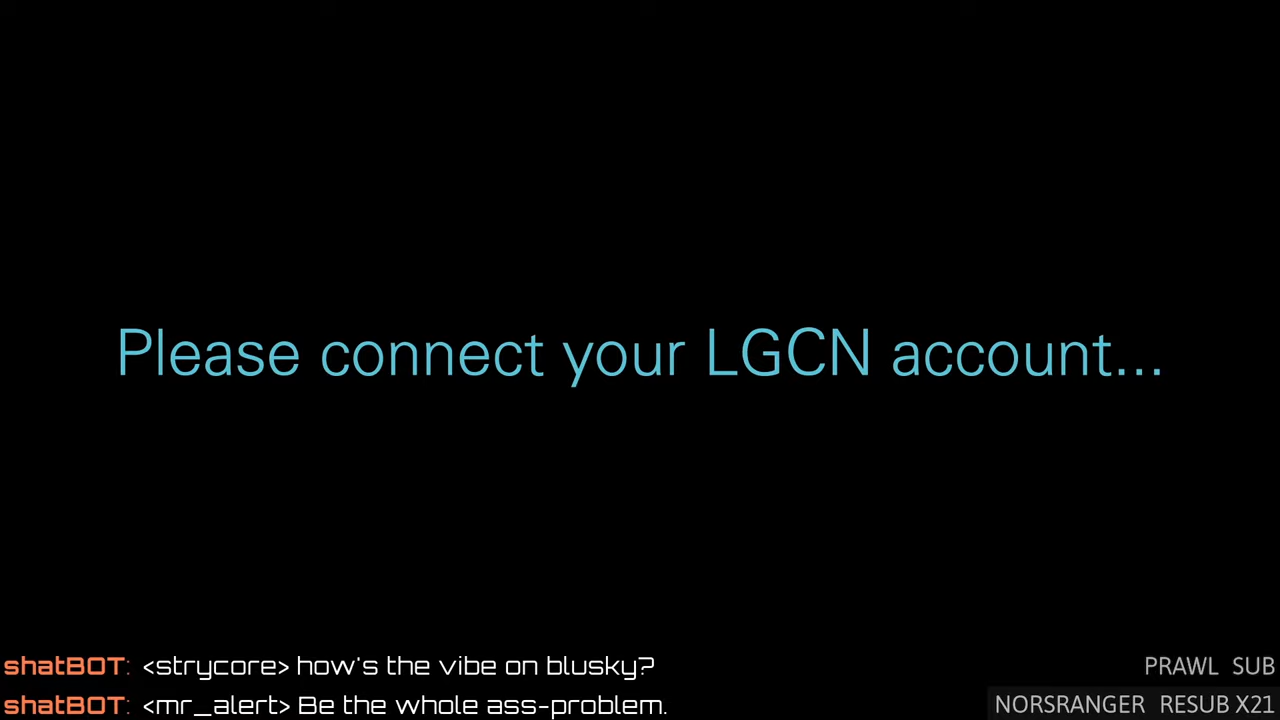 Please connect your LGCN account...
shatBOT: <strycore> how's the vibe on blusky?
PRAWL SUB
shatBOT: <mr_alert> Be the whole ass-problem.
NORSRANGER RESUB X21